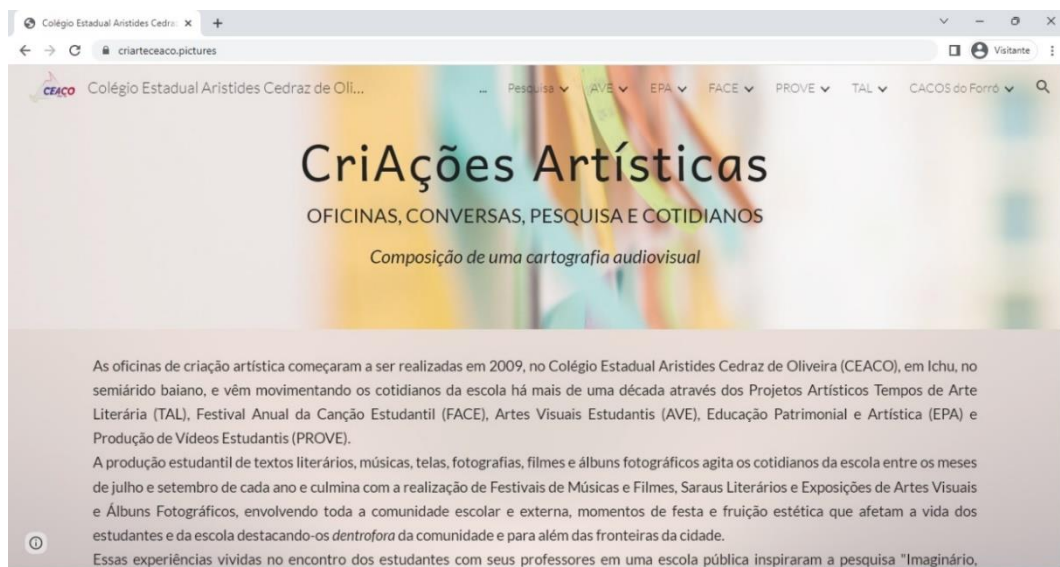 Colégio Estadual Aristides Cedra
criarteceaco.pictures
Visitante
CEACO
Colégio Estadual Aristides Cedraz de Oli...
... Pesquisa AVE EPA FACE PROVE TAL CACOS do Forró
CriAções Artísticas
OFICINAS, CONVERSAS, PESQUISA E COTIDIANOS
Composição de uma cartografia audiovisual
As oficinas de criação artística começaram a ser realizadas em 2009, no Colégio Estadual Aristides Cedraz de Oliveira (CEACO), em Ichu, no
semiárido baiano, e vêm movimentando os cotidianos da escola há mais de uma década através dos Projetos Artísticos Tempos de Arte
Literária (TAL), Festival Anual da Canção Estudantil (FACE), Artes Visuais Estudantis (AVE), Educação Patrimonial e Artística (EPA) e
Produção de Vídeos Estudantis (PROVE).
A produção estudantil de textos literários, músicas, telas, fotografias, filmes e álbuns fotográficos agita os cotidianos da escola entre os meses
de julho e setembro de cada ano e culmina com a realização de Festivais de Músicas e Filmes, Saraus Literários e Exposições de Artes Visuais
e Álbuns Fotográficos, envolvendo toda a comunidade escolar e externa, momentos de festa e fruição estética que afetam a vida dos
estudantes e da escola destacando-os dentrofora da comunidade e para além das fronteiras da cidade.
Essas experiências vividas no encontro dos estudantes com seus professores em uma escola pública inspiraram a pesquisa "Imaginário,